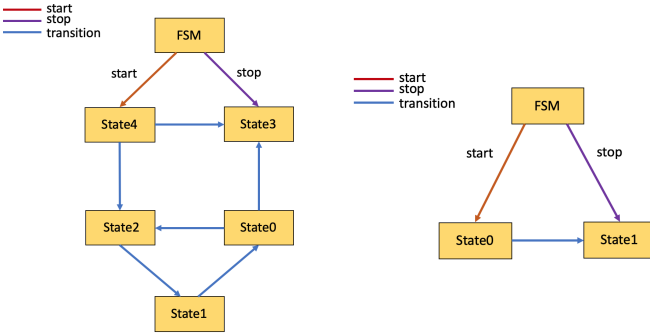 start
stop
transition
FSM
start
stop
State4
State3
State2
State0
State1
start
stop
transition
FSM
start
stop
State0
State1